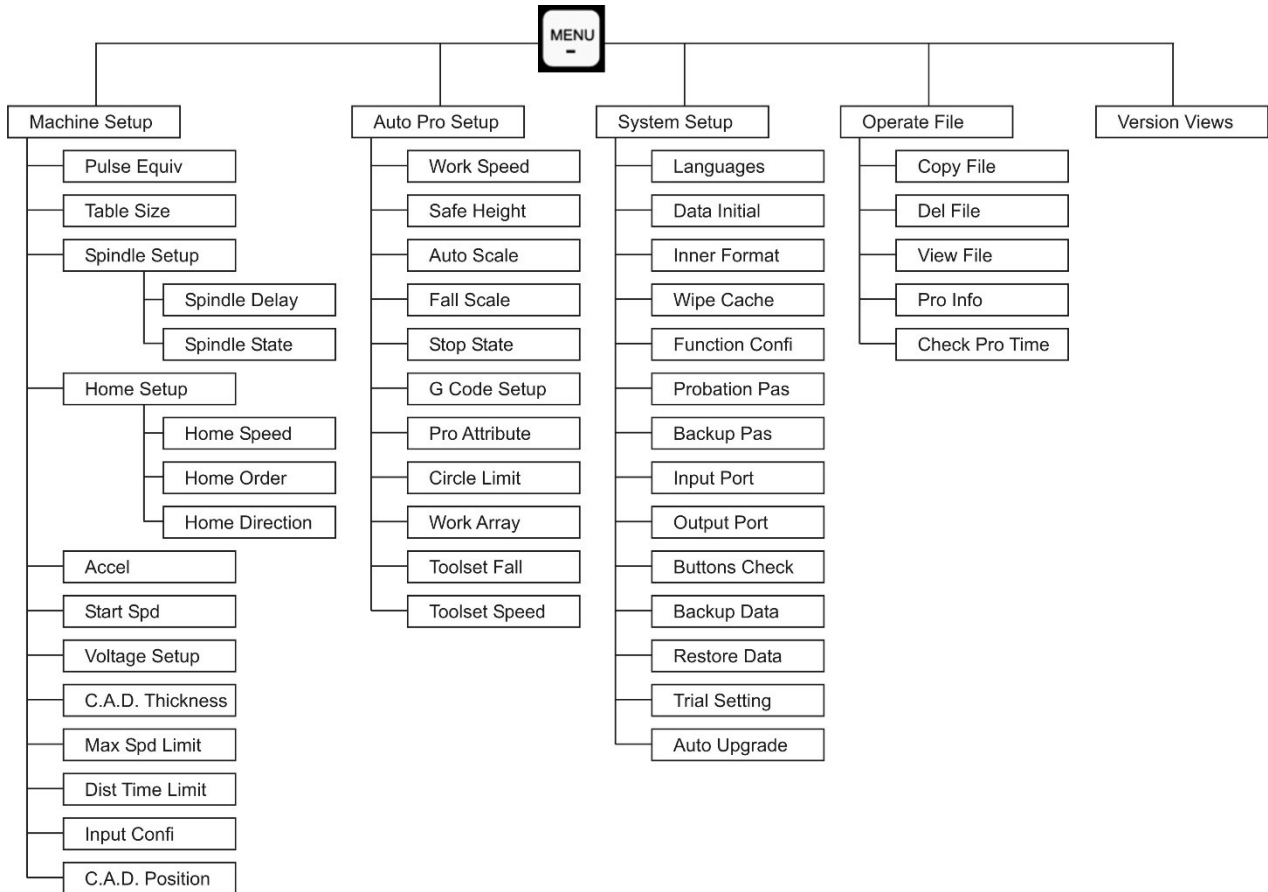 MENU
-
Machine Setup
Pulse Equiv
Table Size
Spindle Setup
Spindle Delay
Spindle State
Home Setup
Home Speed
Home Order
Home Direction
Accel
Start Spd
Voltage Setup
C.A.D. Thickness
Max Spd Limit
Dist Time Limit
Input Confi
C.A.D. Position
Auto Pro Setup
Work Speed
Safe Height
Auto Scale
Fall Scale
Stop State
G Code Setup
Pro Attribute
Circle Limit
Work Array
Toolset Fall
Toolset Speed
System Setup
Languages
Data Initial
Inner Format
Wipe Cache
Function Confi
Probation Pas
Backup Pas
Input Port
Output Port
Buttons Check
Backup Data
Restore Data
Trial Setting
Auto Upgrade
Operate File
Copy File
Del File
View File
Pro Info
Check Pro Time
Version Views